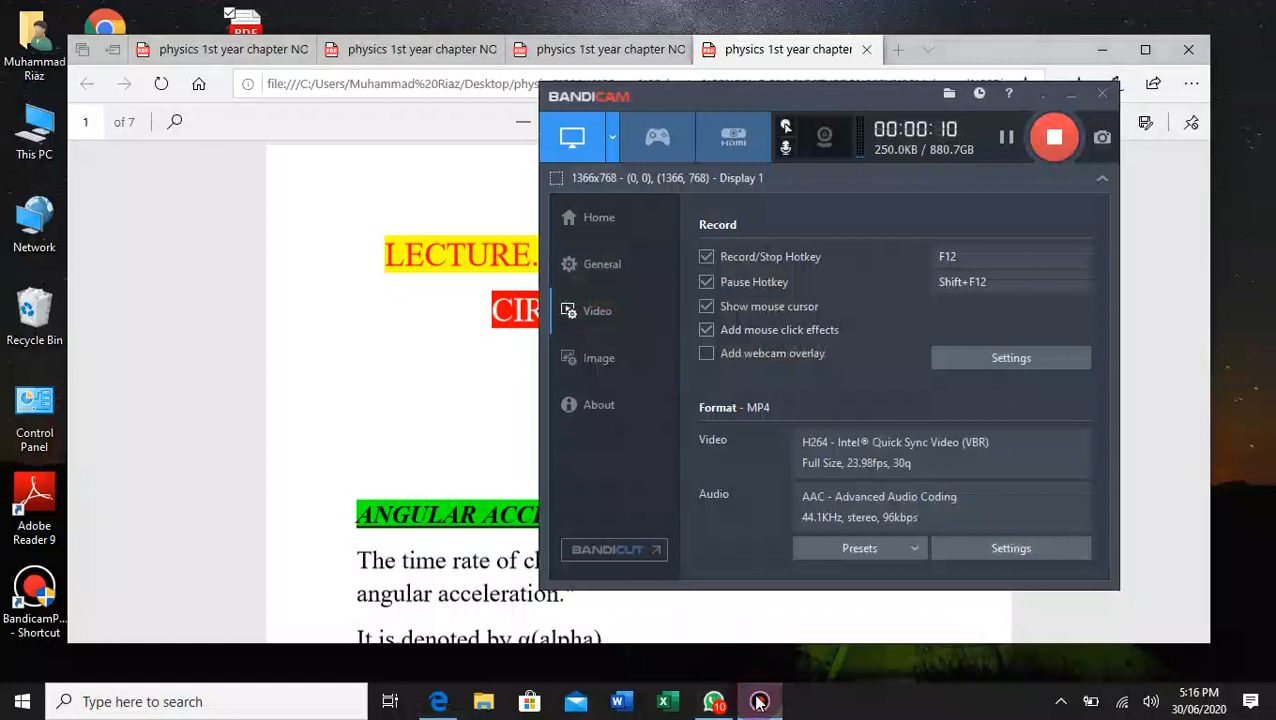 Muhammad
Riaz
This PC
Network
Recycle Bin
Control
Panel
Adobe
Reader 9
BandicamP...
- Shortcut
PDF
physics 1st year chapter NO
physics 1st year chapter NO
physics 1st year chapter NO
physics 1st year chapter
file:///C:/Users/Muhammad%20Riaz/Desktop/phy
1 of 7
LECTURE.
CIR
ANGULAR ACCE
The time rate of c
angular acceleration."
It is denoted by α(alpha)
BANDICAM
?
HDMI
00:00:10
250.0KB / 880.7GB
1366x768 - (0, 0), (1366, 768) - Display 1
Home
General
Video
Image
About
BANDICUT
Record
Record/Stop Hotkey F12
Pause Hotkey Shift+F12
Show mouse cursor
Add mouse click effects
Add webcam overlay
Settings
Format - MP4
Video
H264 - Intel® Quick Sync Video (VBR)
Full Size, 23.98fps, 30q
Audio
AAC - Advanced Audio Coding
44.1KHz, stereo, 96kbps
Presets
Settings
Type here to search
10
5:16 PM
30/06/2020